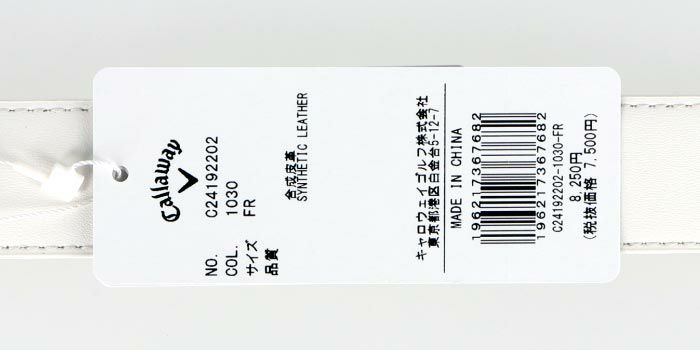 Callaway
NO. C24192202
COL. 1030
サイズ FR
品質
合成皮革
SYNTHETIC LEATHER
キャロウェイゴルフ株式会社
東京都港区白金台5-12-7
MADE IN CHINA
196217367682
196217367682
C24192202-1030-FR
8,250円
(税抜価格 7,500円)